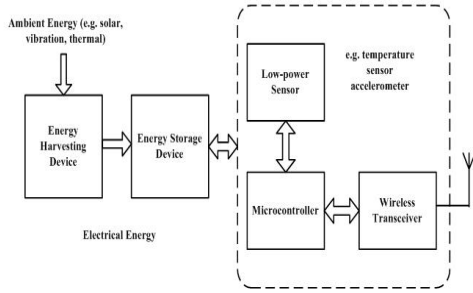 Ambient Energy (e.g. solar,
vibration, thermal)
Energy
Harvesting
Device
Energy Storage
Device
Low-power
Sensor
e.g. temperature
sensor
accelerometer
Microcontroller
Wireless
Transceiver
Electrical Energy